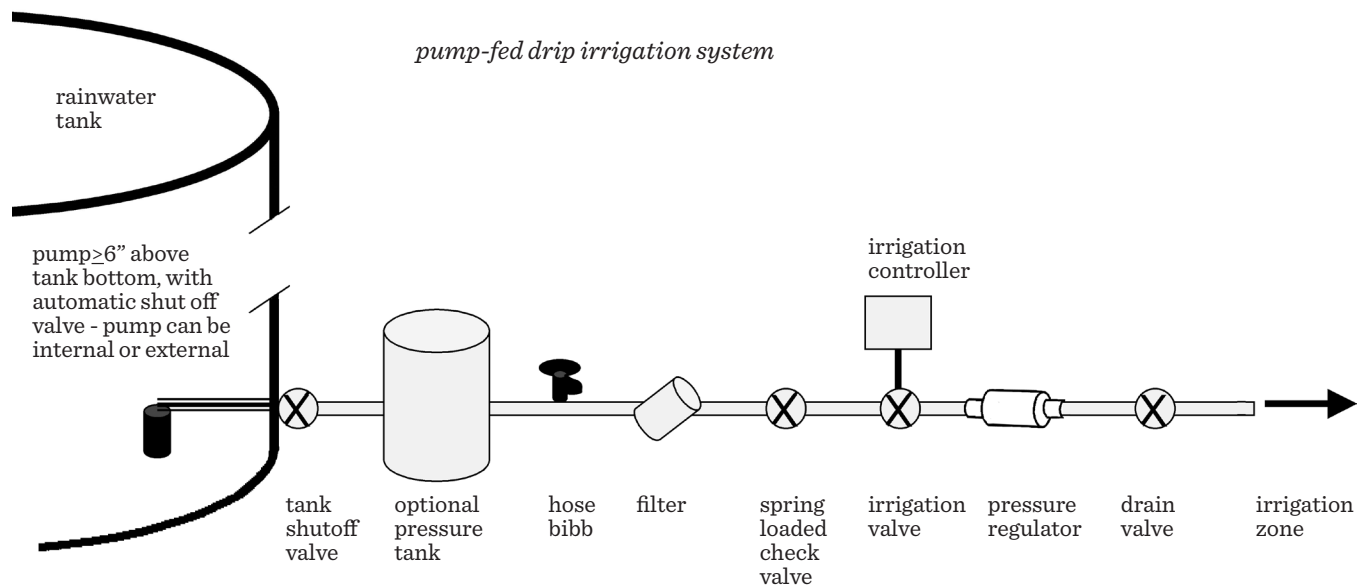 pump-fed drip irrigation system
rainwater
tank
pump≥6” above
tank bottom, with
automatic shut off
valve - pump can be
internal or external
irrigation
controller
tank
shutoff
valve
optional
pressure
tank
hose
bibb
filter
spring
loaded
check
valve
irrigation
valve
pressure
regulator
drain
valve
irrigation
zone